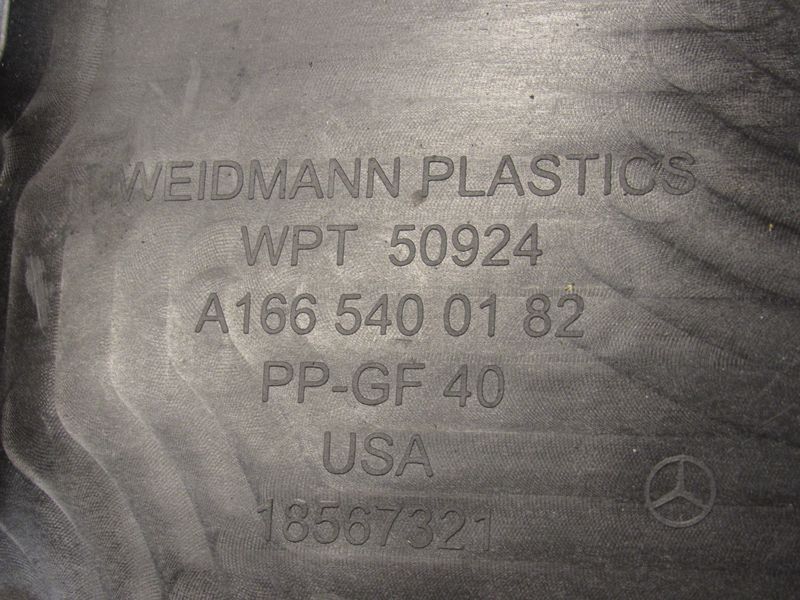 WEIDMANN PLASTICS
WPT 50924
A166 540 01 82
PP-GF 40
USA
18567321